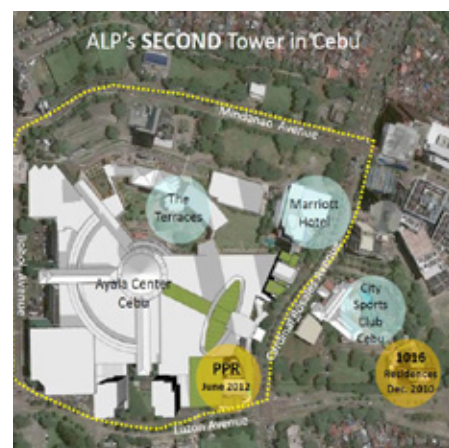 ALP's SECOND Tower in Cebu
Mindanao Avenue
The
Terraces
Marriott
Hotel
Ayala Center
Cebu
City
Sports
Club
Cebu
PPR
June 2012
1016
Residences
Dec. 2010
Luzon Avenue